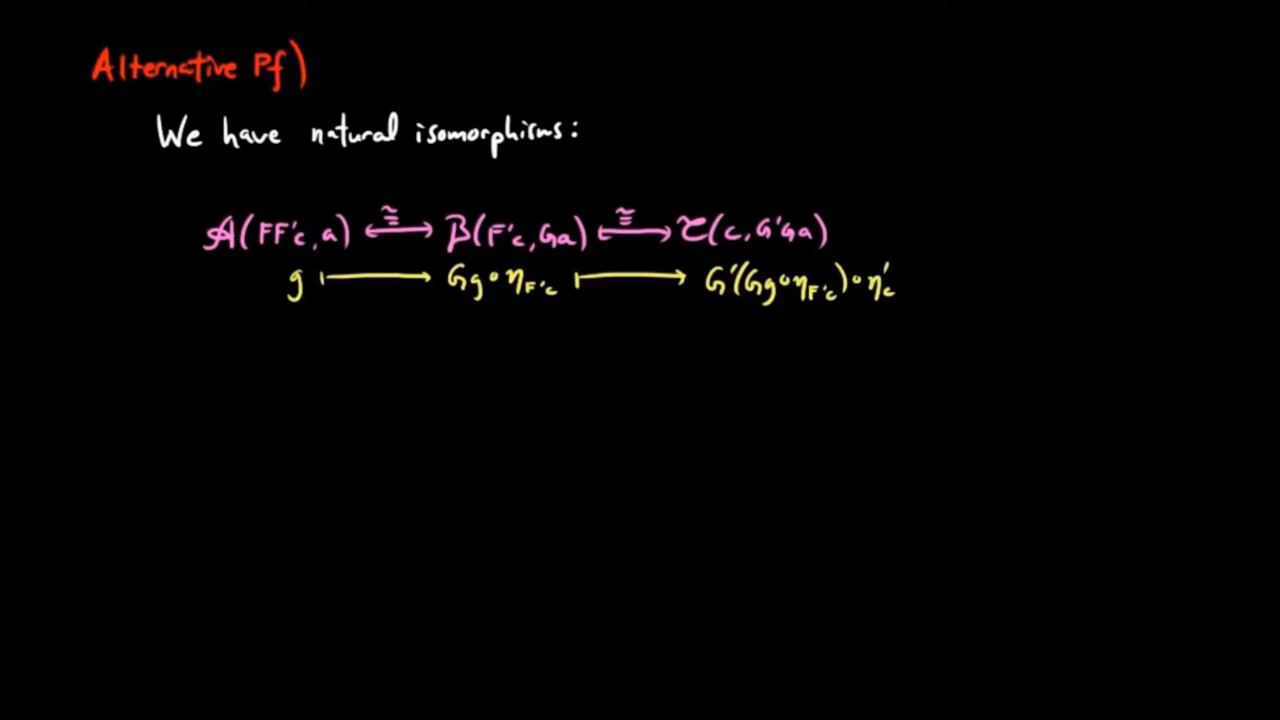 Alternative Pf)
We have natural isomorphisms:
𝒜(FF'c, a) ≅⟷ ℬ(F'c, Ga) ≅⟷ 𝒞(c, G'Ga)
g ⟼ Gg∘η_{F'c} ⟼ G'(Gg∘η_{F'c})∘η'_c